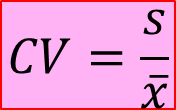 CV = s / x̄